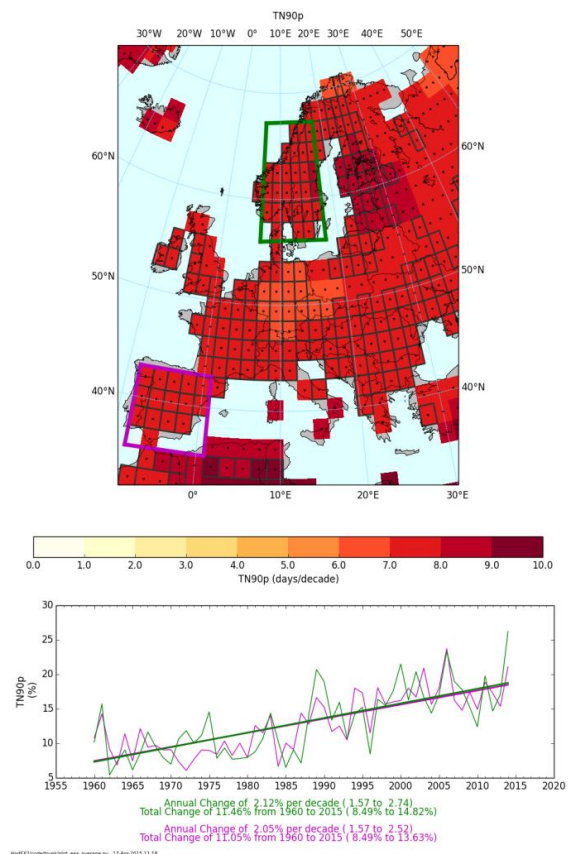 TN90p
30°W 20°W 10°W 0° 10°E 20°E 30°E 40°E 50°E
60°N 60°N
50°N 50°N
40°N 40°N
0° 10°E 20°E 30°E
0.0 1.0 2.0 3.0 4.0 5.0 6.0 7.0 8.0 9.0 10.0
TN90p (days/decade)
30
25
20
15
10
5
TN90p
(%)
1955 1960 1965 1970 1975 1980 1985 1990 1995 2000 2005 2010 2015 2020
Annual Change of 2.12% per decade ( 1.57 to 2.74)
Total Change of 11.46% from 1960 to 2015 ( 8.49% to 14.82%)
Annual Change of 2.05% per decade ( 1.57 to 2.52)
Total Change of 11.05% from 1960 to 2015 ( 8.49% to 13.63%)